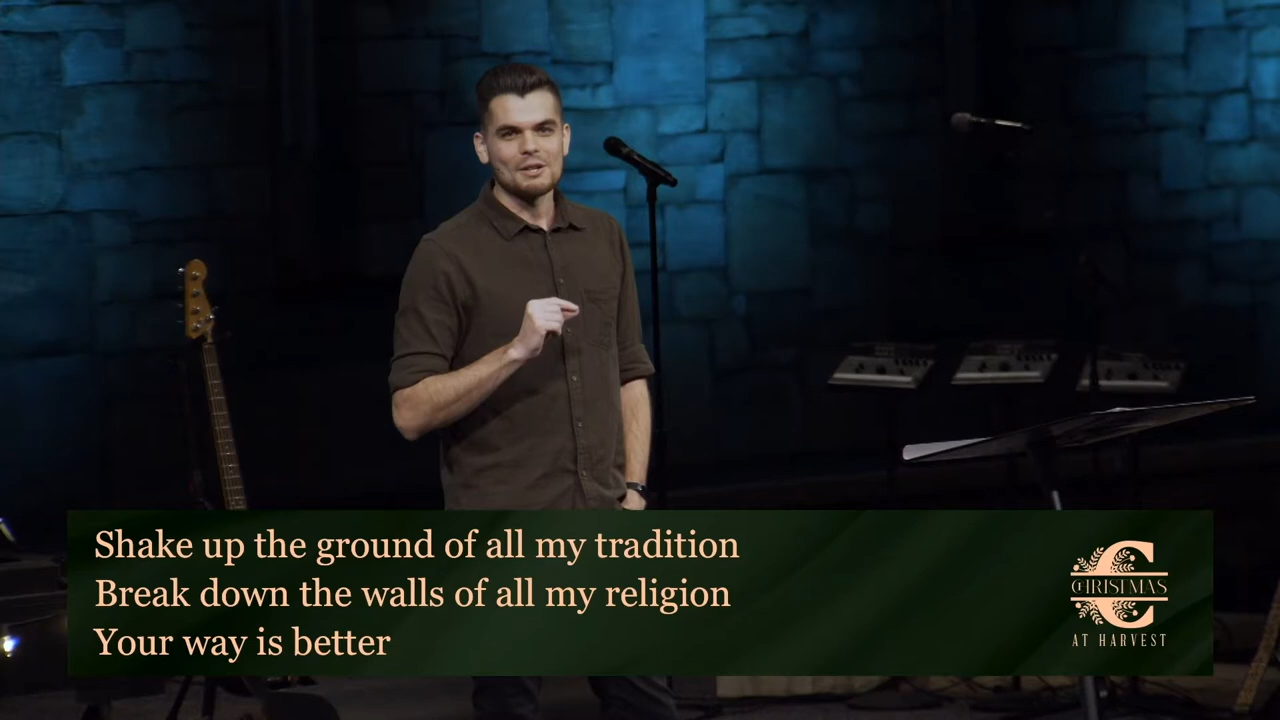 Shake up the ground of all my tradition
Break down the walls of all my religion
Your way is better
CHRISTMAS
AT HARVEST